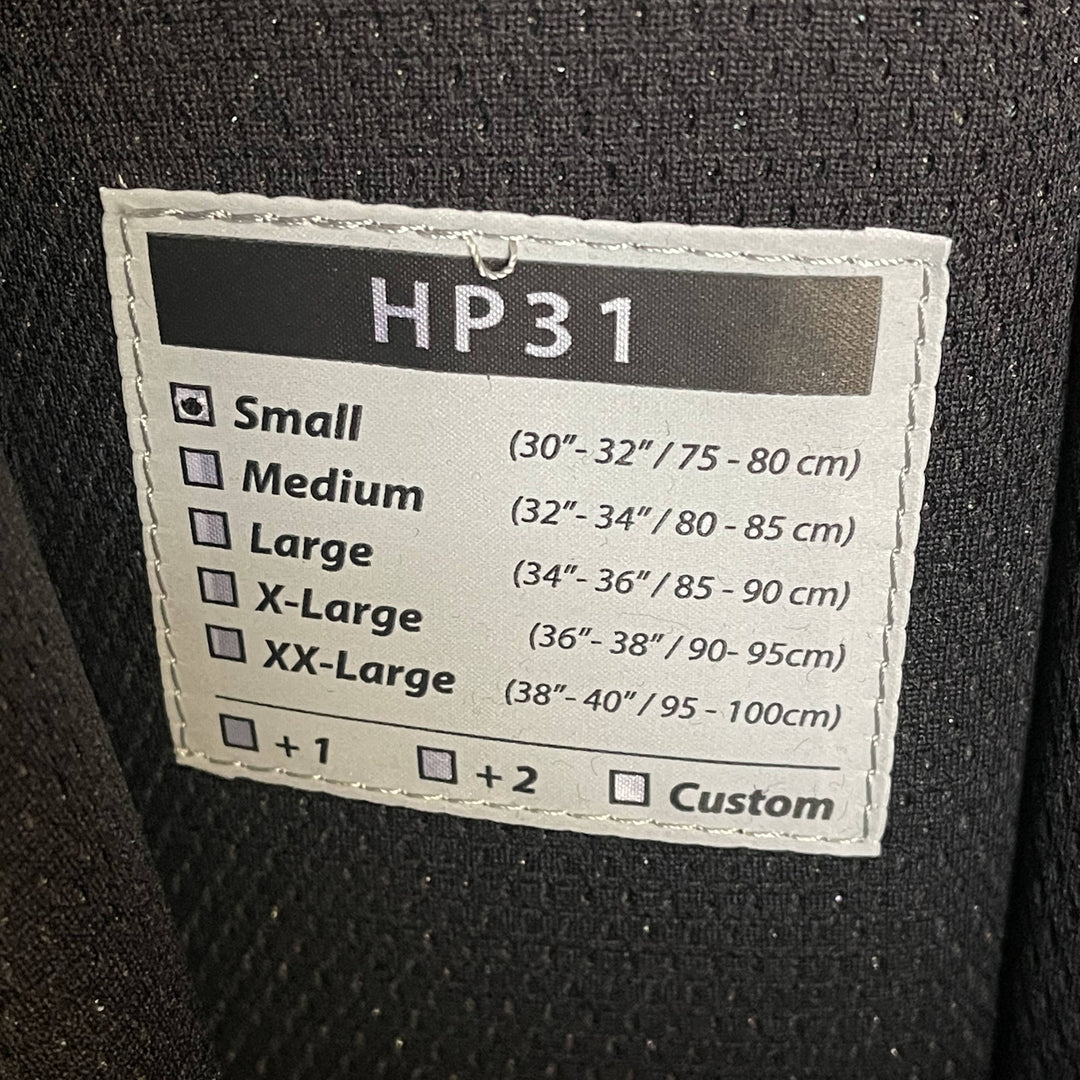 HP31
Small (30”- 32”/ 75 - 80 cm)
Medium (32”- 34”/ 80 - 85 cm)
Large (34”- 36”/ 85 - 90 cm)
X-Large (36”- 38”/ 90- 95cm)
XX-Large (38”- 40”/ 95 - 100cm)
+ 1 + 2 Custom